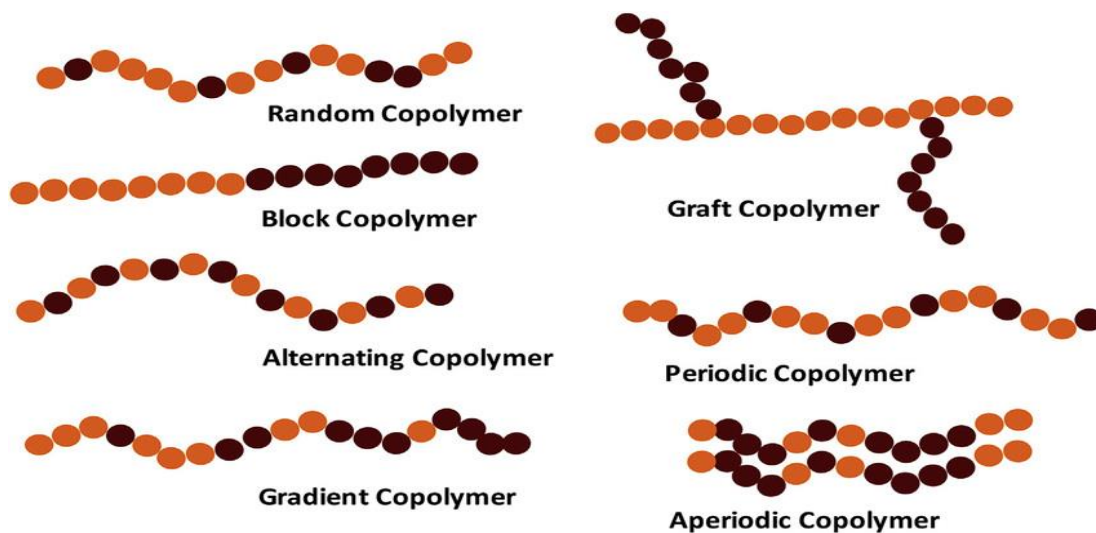 Random Copolymer
Block Copolymer
Alternating Copolymer
Gradient Copolymer
Graft Copolymer
Periodic Copolymer
Aperiodic Copolymer